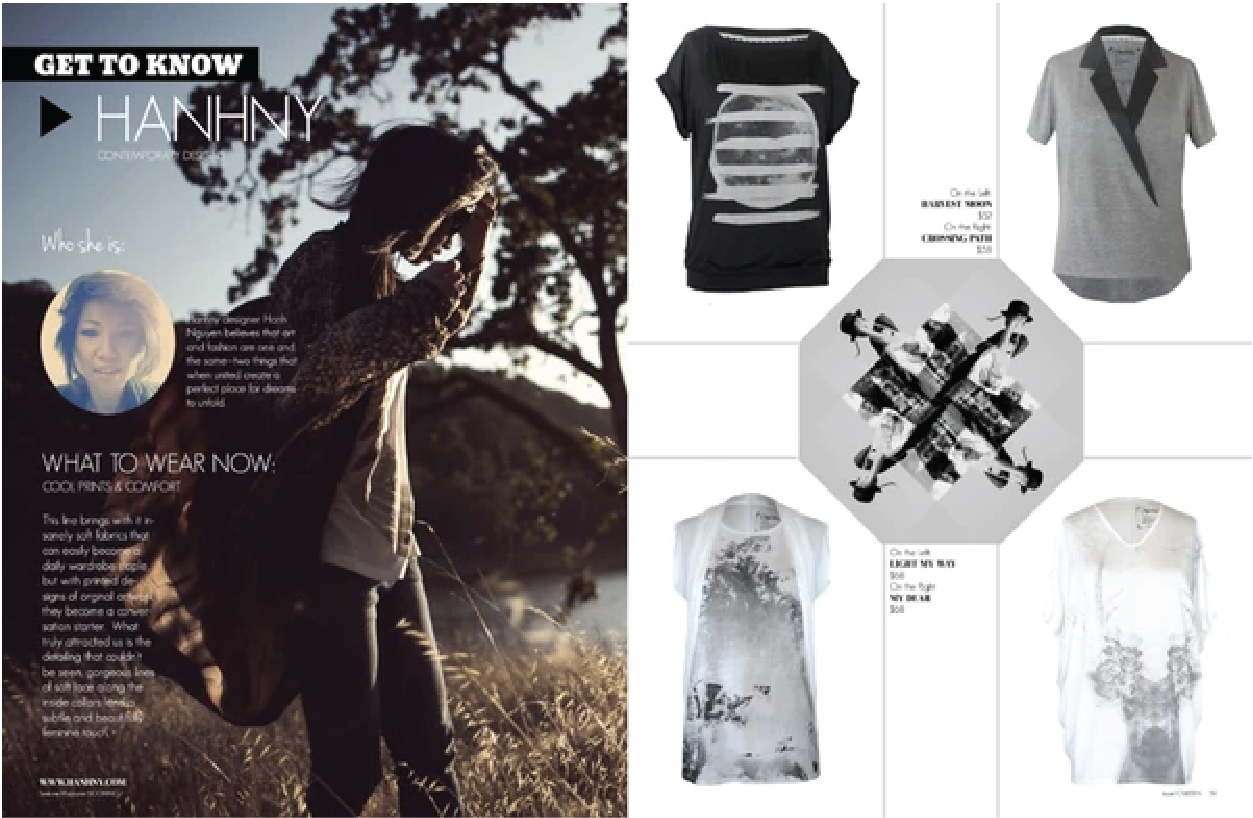 GET TO KNOW
HANHNY
CONTEMPORARY DESIGNER
Who she is:
Hanhny designer Hanh
Nguyen believes that art
and fashion are one and
the same--two things that
when united create a
perfect place for dreams
to unfold.
WHAT TO WEAR NOW:
COOL PRINTS & COMFORT
This line brings with it in-
sanely soft fabrics that
can easily become a
daily wardrobe staple,
but with printed de-
signs of orginal artwork
they become a conver-
sation starter. What
truly attracted us is the
detailing that couldn't
be seen, gorgeous lines
of soft lace along the
inside collars lends a
subtle and beautifully
feminine touch.
WWW.HANHNY.COM
On the Left:
HARVEST MOON
$52
On the Right:
CROSSING PATH
$58
On the Left:
LIGHT MY WAY
$68
On the Right:
MY DEAR
$68